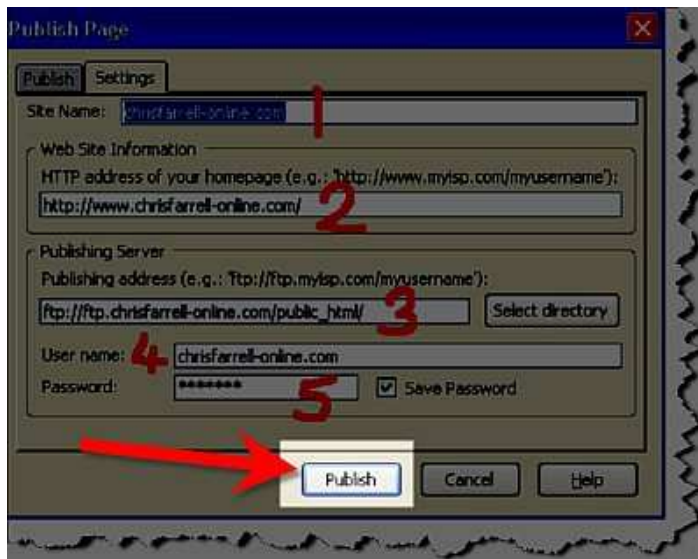 Publish Page
Publish Settings
Site Name: chrisfarrell-online.com 1
Web Site Information
HTTP address of your homepage (e.g.: 'http://www.myisp.com/myusername'):
http://www.chrisfarrell-online.com/ 2
Publishing Server
Publishing address (e.g.: 'ftp://ftp.myisp.com/myusername'):
ftp://ftp.chrisfarrell-online.com/public_html/ 3 Select directory
User name: 4 chrisfarrell-online.com
Password: ******* 5 Save Password
Publish Cancel Help